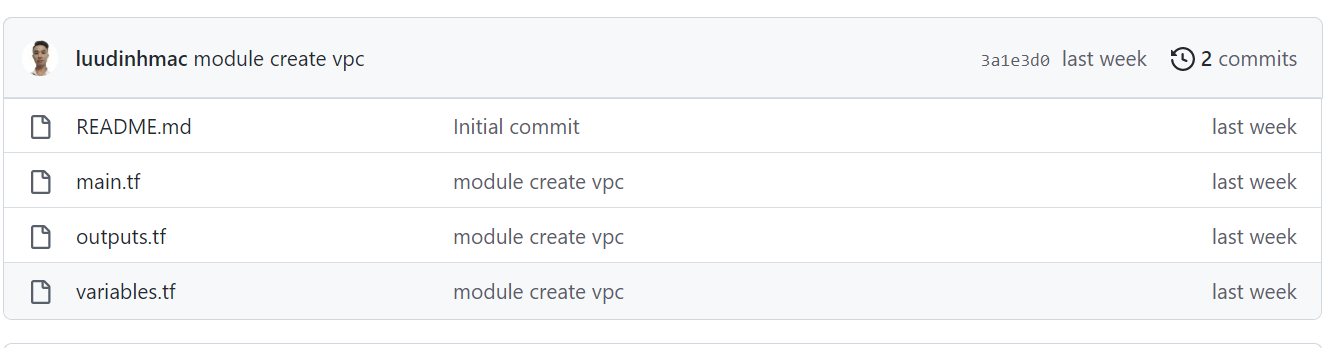 luudinhmac module create vpc 3a1e3d0 last week 2 commits
README.md Initial commit last week
main.tf module create vpc last week
outputs.tf module create vpc last week
variables.tf module create vpc last week